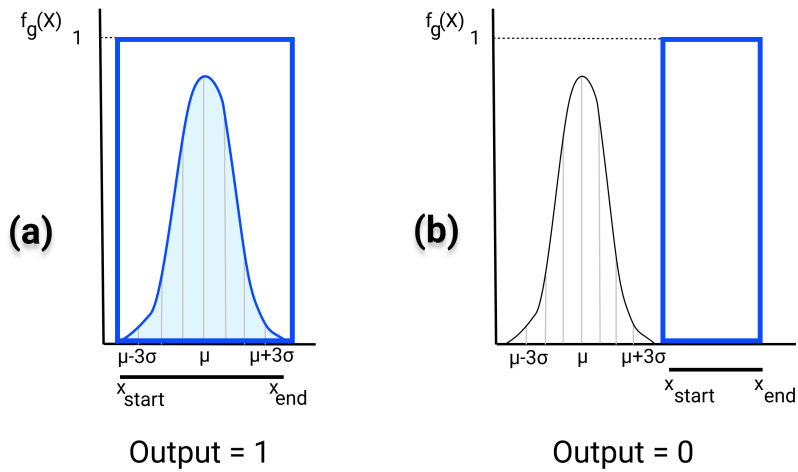 f_g(X)
1
(a)
μ-3σ μ μ+3σ
x_start x_end
Output = 1
f_g(X)
1
(b)
μ-3σ μ μ+3σ
x_start x_end
Output = 0